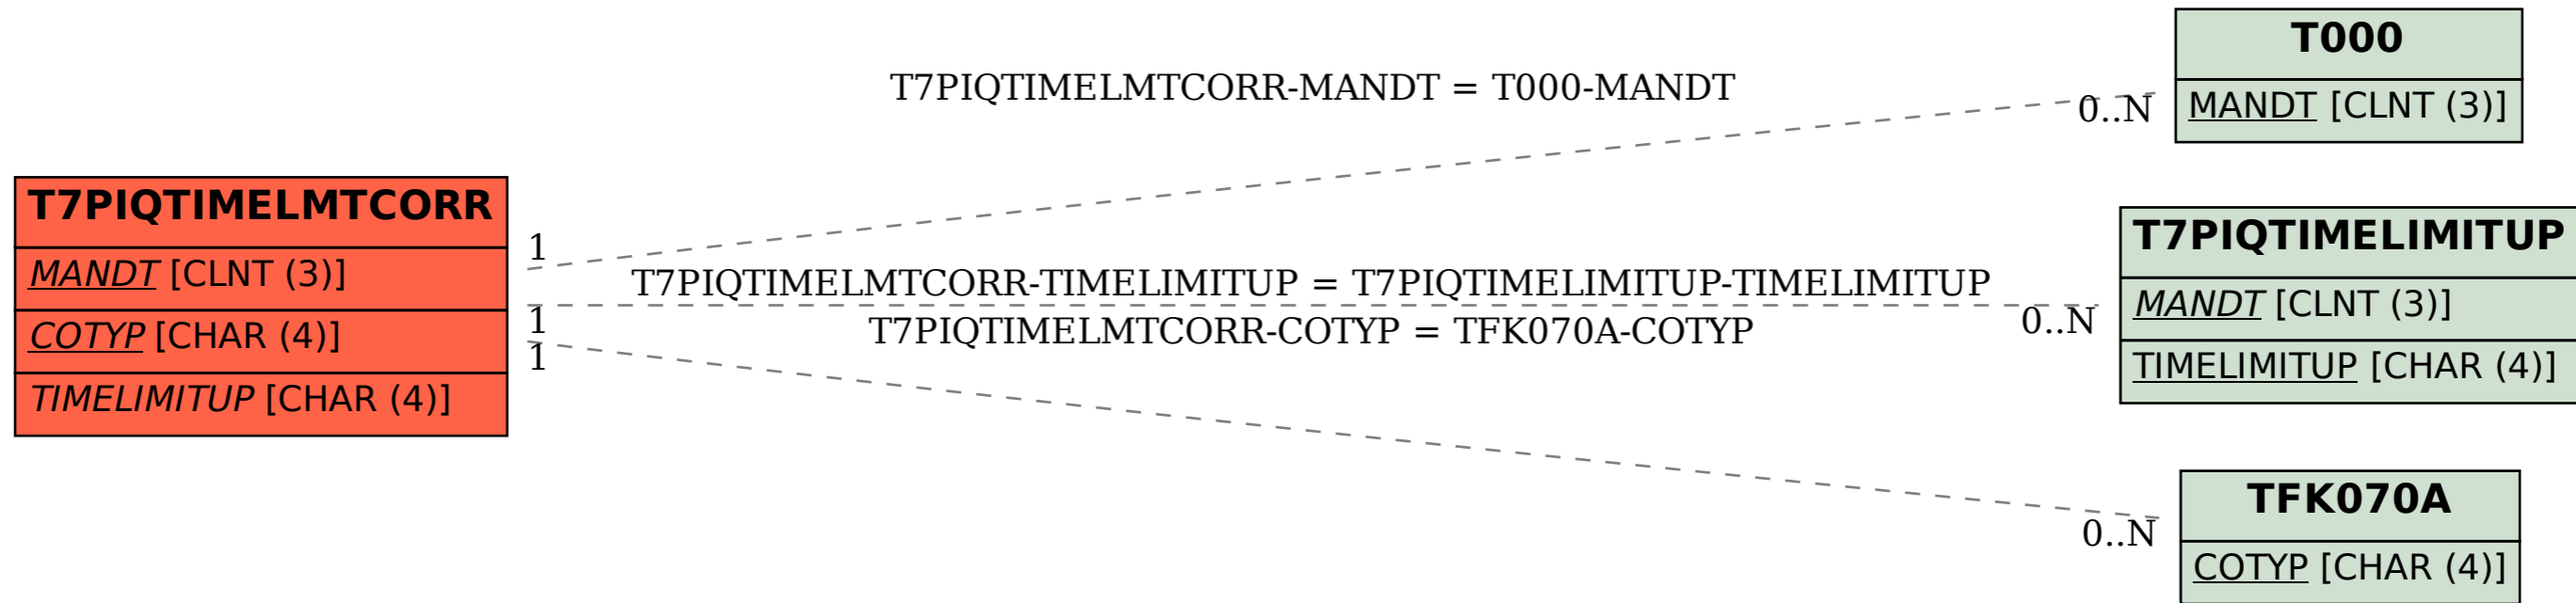 T7PIQTIMELMTCORR
MANDT [CLNT (3)]
COTYP [CHAR (4)]
TIMELIMITUP [CHAR (4)]
T7PIQTIMELMTCORR-MANDT = T000-MANDT
1
0..N
T7PIQTIMELMTCORR-TIMELIMITUP = T7PIQTIMELIMITUP-TIMELIMITUP
1
0..N
T7PIQTIMELMTCORR-COTYP = TFK070A-COTYP
1
0..N
T000
MANDT [CLNT (3)]
T7PIQTIMELIMITUP
MANDT [CLNT (3)]
TIMELIMITUP [CHAR (4)]
TFK070A
COTYP [CHAR (4)]